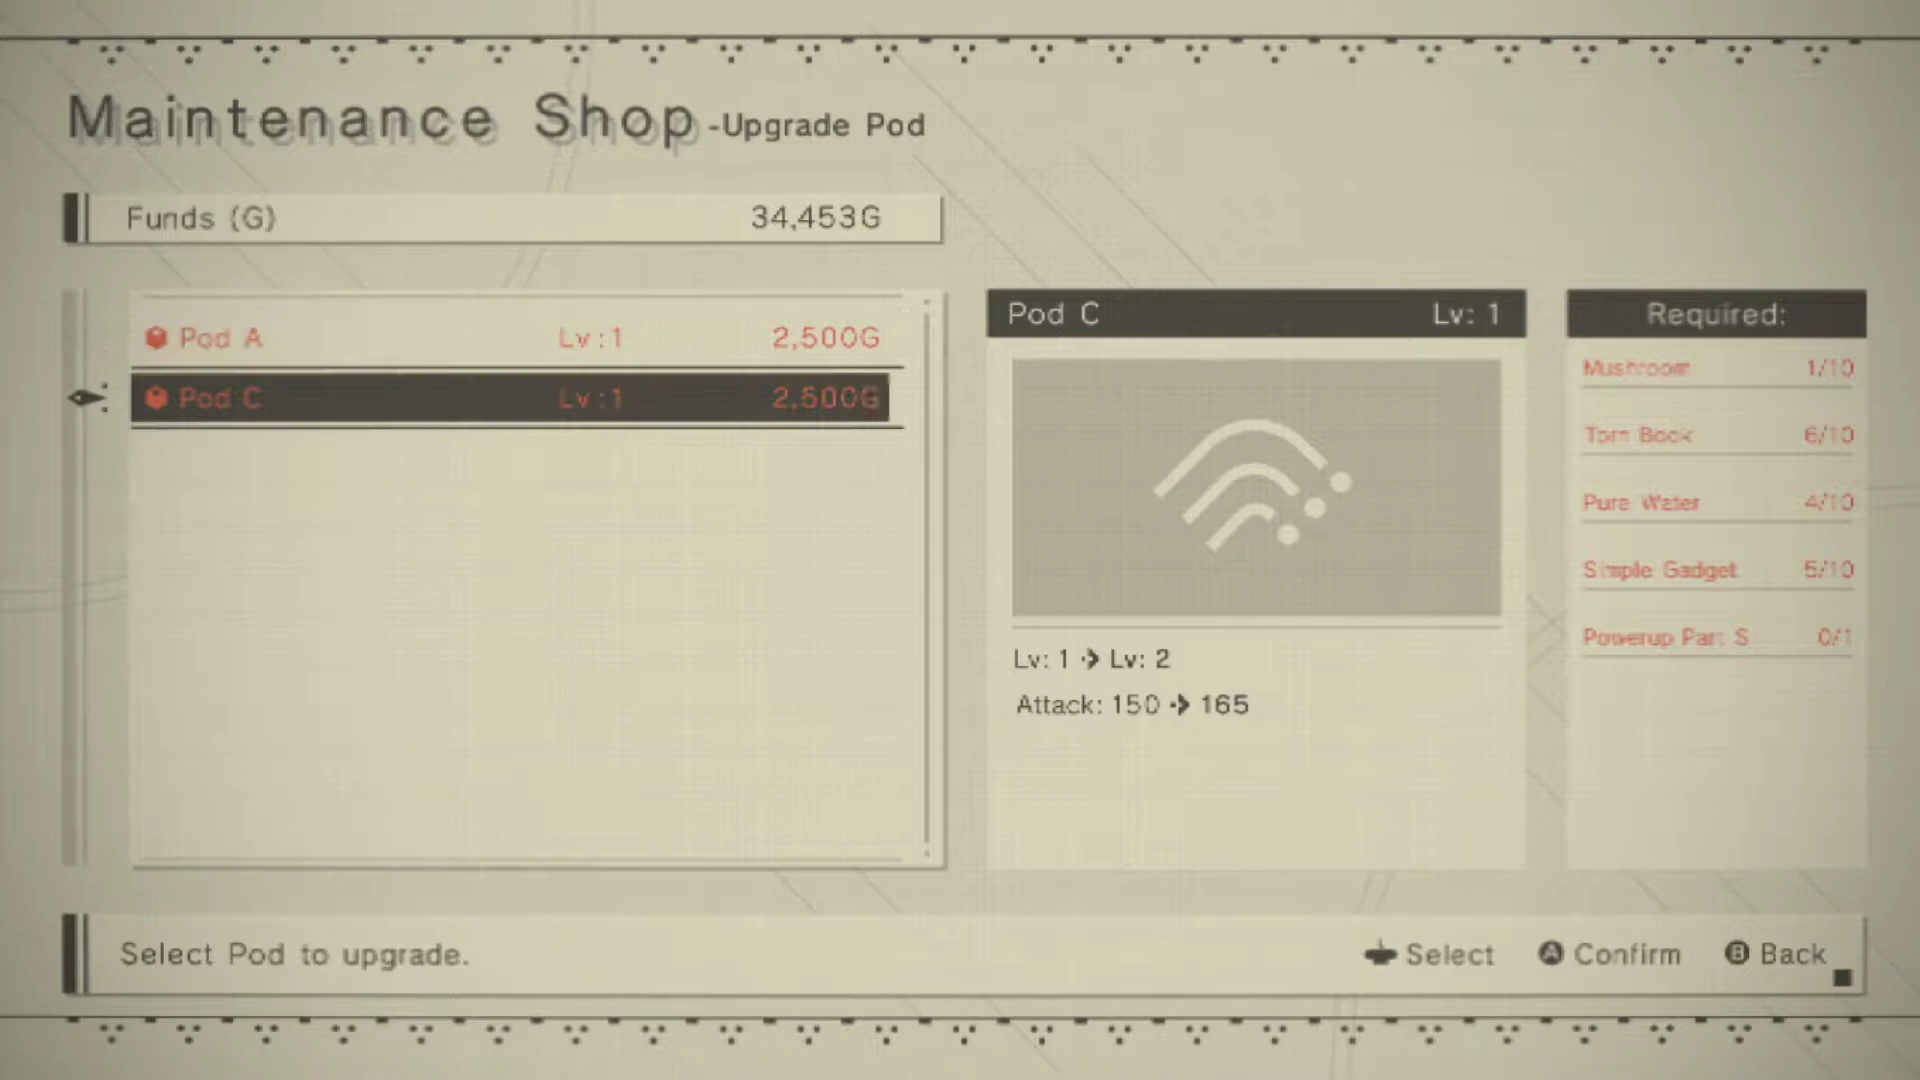 Maintenance Shop -Upgrade Pod
Funds (G) 34,453G
Pod A Lv:1 2,500G
Pod C Lv:1 2,500G
Pod C Lv: 1
Lv: 1 Lv: 2
Attack: 150 165
Required:
Mushroom 1/10
Torn Book 6/10
Pure Water 4/10
Simple Gadget 5/10
Powerup Part S 0/1
Select Pod to upgrade.
Select A Confirm B Back